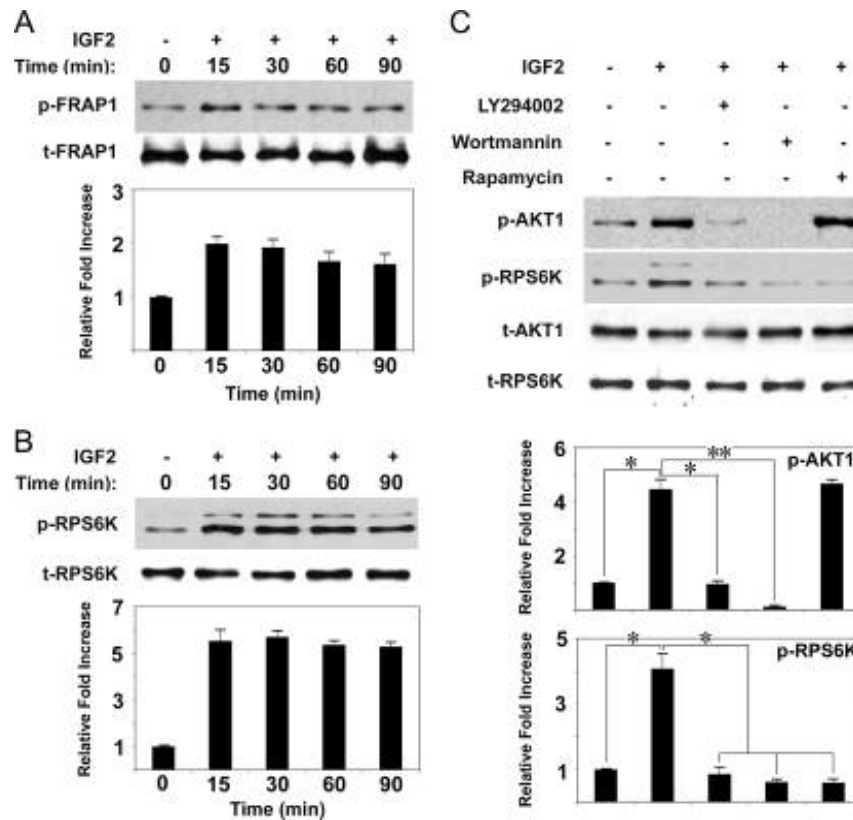 A
IGF2 - + + + +
Time (min): 0 15 30 60 90
p-FRAP1
t-FRAP1
Relative Fold Increase
3
2
1
0 15 30 60 90
Time (min)
B
IGF2 - + + + +
Time (min): 0 15 30 60 90
p-RPS6K
t-RPS6K
Relative Fold Increase
7
5
3
1
0 15 30 60 90
Time (min)
C
IGF2 - + + + +
LY294002 - - + - -
Wortmannin - - - + -
Rapamycin - - - - +
p-AKT1
p-RPS6K
t-AKT1
t-RPS6K
Relative Fold Increase
6
4
2
* * **
p-AKT1
Relative Fold Increase
5
3
1
* *
p-RPS6K